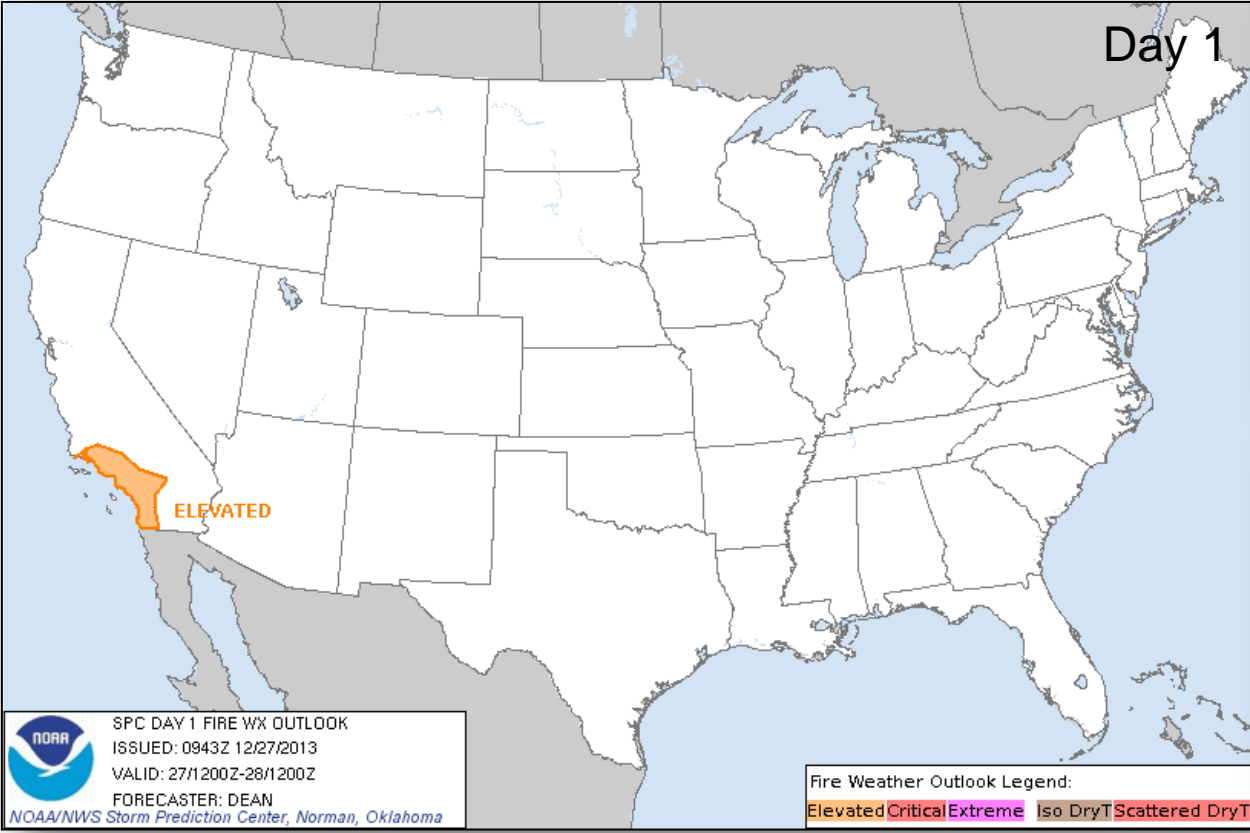 Day 1
ELEVATED
NOAA
SPC DAY 1 FIRE WX OUTLOOK
ISSUED: 0943Z 12/27/2013
VALID: 27/1200Z-28/1200Z
FORECASTER: DEAN
NOAA/NWS Storm Prediction Center, Norman, Oklahoma
Fire Weather Outlook Legend:
Elevated Critical Extreme Iso DryT Scattered DryT